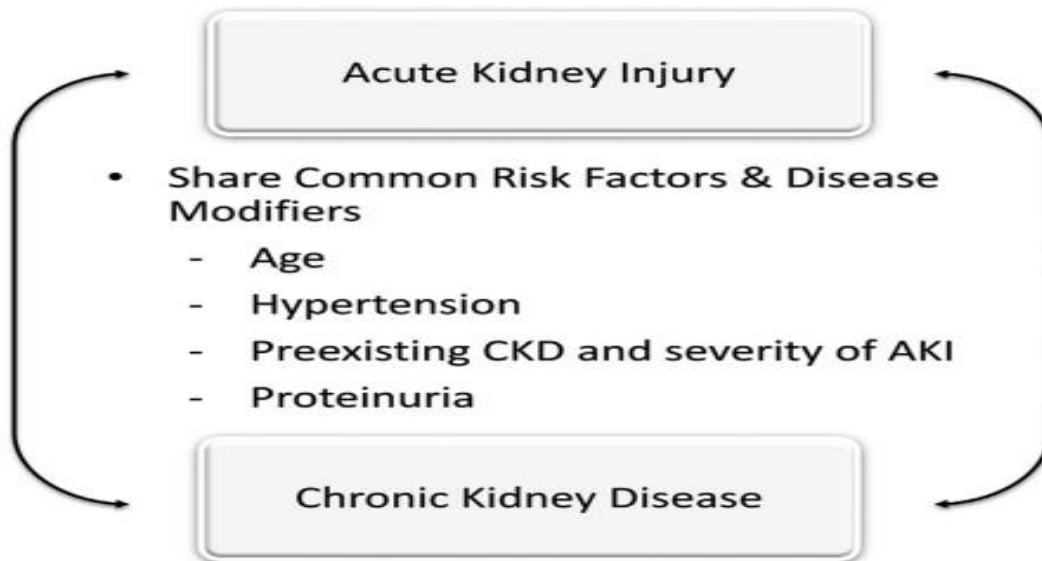 Acute Kidney Injury
• Share Common Risk Factors & Disease
Modifiers
- Age
- Hypertension
- Preexisting CKD and severity of AKI
- Proteinuria
Chronic Kidney Disease